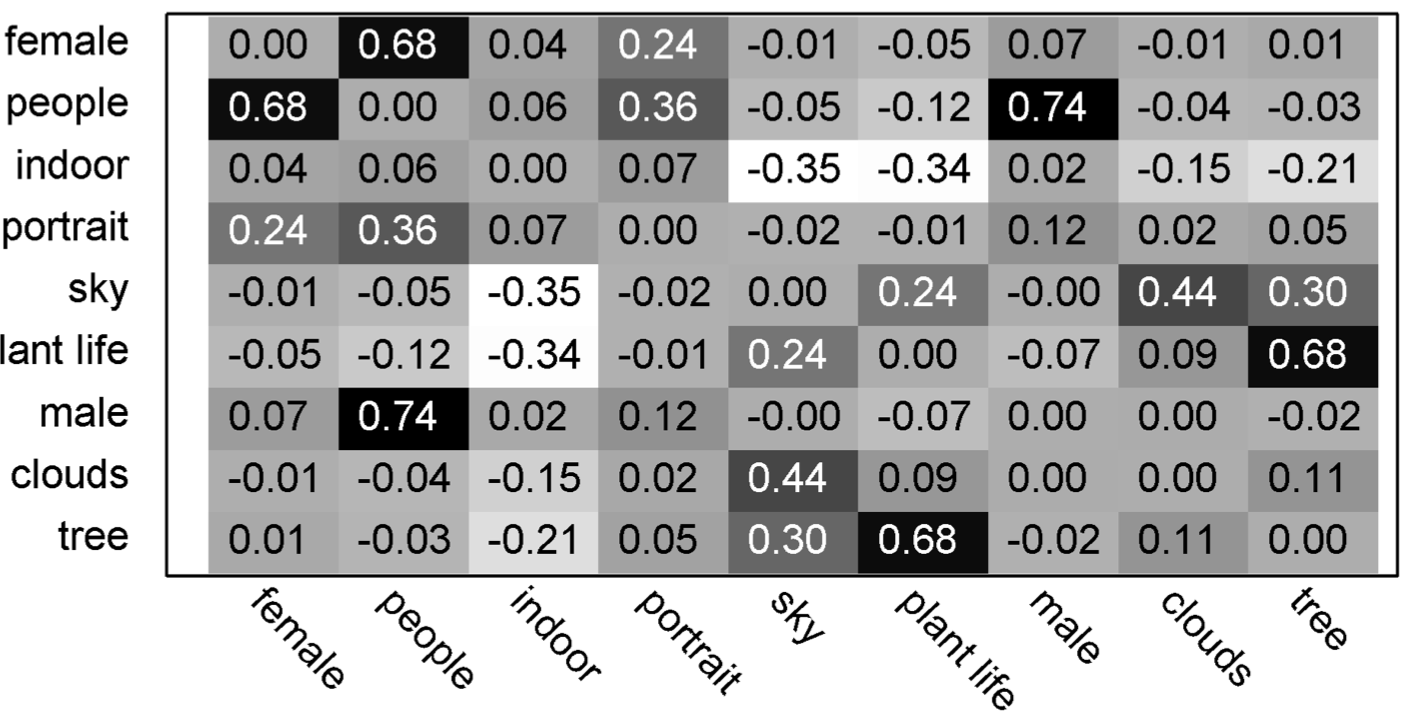 female 0.00 0.68 0.04 0.24 -0.01 -0.05 0.07 -0.01 0.01
people 0.68 0.00 0.06 0.36 -0.05 -0.12 0.74 -0.04 -0.03
indoor 0.04 0.06 0.00 0.07 -0.35 -0.34 0.02 -0.15 -0.21
portrait 0.24 0.36 0.07 0.00 -0.02 -0.01 0.12 0.02 0.05
sky -0.01 -0.05 -0.35 -0.02 0.00 0.24 -0.00 0.44 0.30
lant life -0.05 -0.12 -0.34 -0.01 0.24 0.00 -0.07 0.09 0.68
male 0.07 0.74 0.02 0.12 -0.00 -0.07 0.00 0.00 -0.02
clouds -0.01 -0.04 -0.15 0.02 0.44 0.09 0.00 0.00 0.11
tree 0.01 -0.03 -0.21 0.05 0.30 0.68 -0.02 0.11 0.00
female people indoor portrait sky plant life male clouds tree